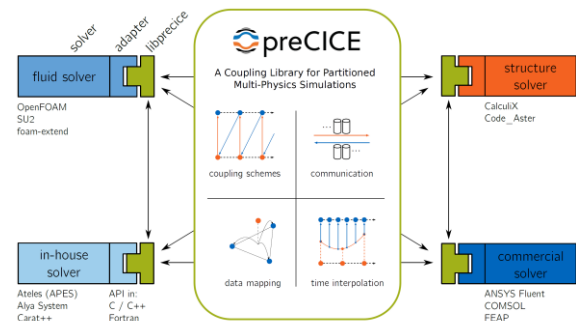 solver
adapter
libprecice
preCICE
A Coupling Library for Partitioned
Multi-Physics Simulations
fluid solver
OpenFOAM
SU2
foam-extend
structure
solver
CalculiX
Code_Aster
coupling schemes
communication
data mapping
time interpolation
in-house
solver
Ateles (APES)
Alya System
Carat++
API in:
C / C++
Fortran
commercial
solver
ANSYS Fluent
COMSOL
FEAP